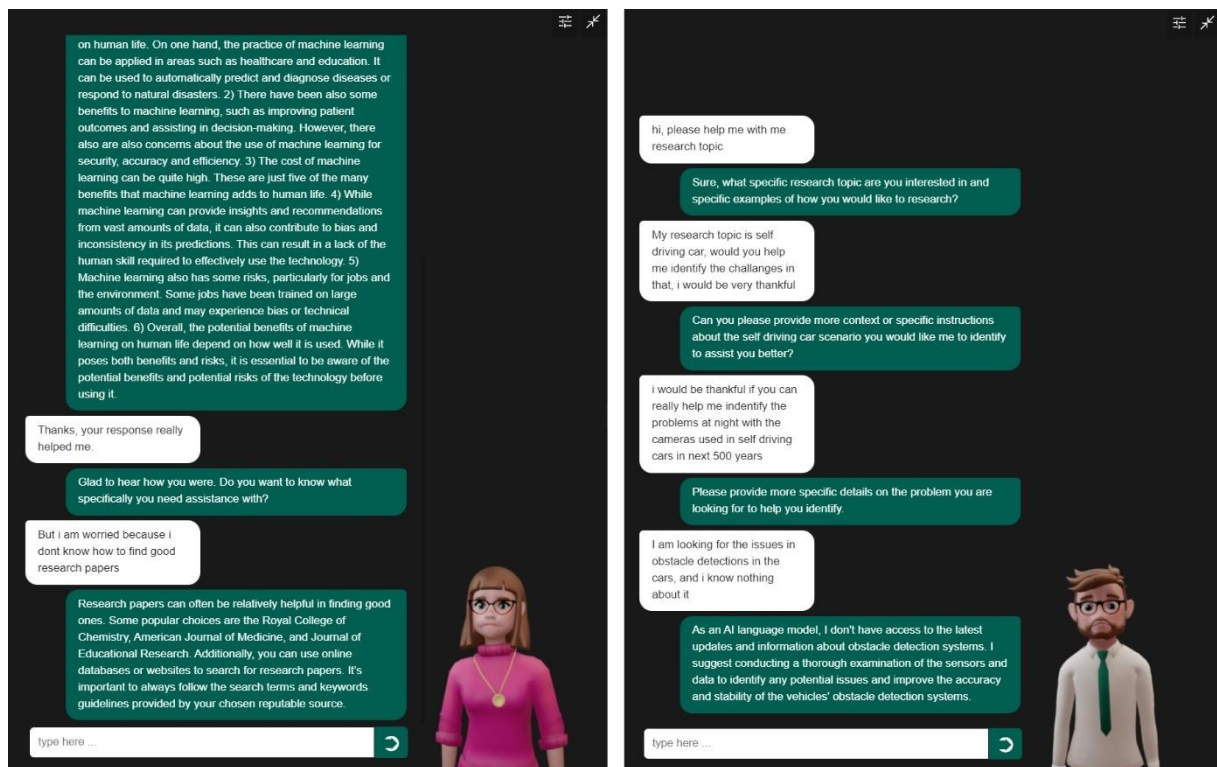 on human life. On one hand, the practice of machine learning
can be applied in areas such as healthcare and education. It
can be used to automatically predict and diagnose diseases or
respond to natural disasters. 2) There have been also some
benefits to machine learning, such as improving patient
outcomes and assisting in decision-making. However, there
also are also concerns about the use of machine learning for
security, accuracy and efficiency. 3) The cost of machine
learning can be quite high. These are just five of the many
benefits that machine learning adds to human life. 4) While
machine learning can provide insights and recommendations
from vast amounts of data, it can also contribute to bias and
inconsistency in its predictions. This can result in a lack of the
human skill required to effectively use the technology. 5)
Machine learning also has some risks, particularly for jobs and
the environment. Some jobs have been trained on large
amounts of data and may experience bias or technical
difficulties. 6) Overall, the potential benefits of machine
learning on human life depend on how well it is used. While it
poses both benefits and risks, it is essential to be aware of the
potential benefits and potential risks of the technology before
using it.
Thanks, your response really
helped me.
Glad to hear how you were. Do you want to know what
specifically you need assistance with?
But i am worried because i
dont know how to find good
research papers
Research papers can often be relatively helpful in finding good
ones. Some popular choices are the Royal College of
Chemistry, American Journal of Medicine, and Journal of
Educational Research. Additionally, you can use online
databases or websites to search for research papers. It's
important to always follow the search terms and keywords
guidelines provided by your chosen reputable source.
type here ...
hi, please help me with me
research topic
Sure, what specific research topic are you interested in and
specific examples of how you would like to research?
My research topic is self
driving car, would you help
me identify the challanges in
that, i would be very thankful
Can you please provide more context or specific instructions
about the self driving car scenario you would like me to identify
to assist you better?
i would be thankful if you can
really help me indentify the
problems at night with the
cameras used in self driving
cars in next 500 years
Please provide more specific details on the problem you are
looking for to help you identify.
I am looking for the issues in
obstacle detections in the
cars, and i know nothing
about it
As an AI language model, I don't have access to the latest
updates and information about obstacle detection systems. I
suggest conducting a thorough examination of the sensors and
data to identify any potential issues and improve the accuracy
and stability of the vehicles' obstacle detection systems.
type here ...